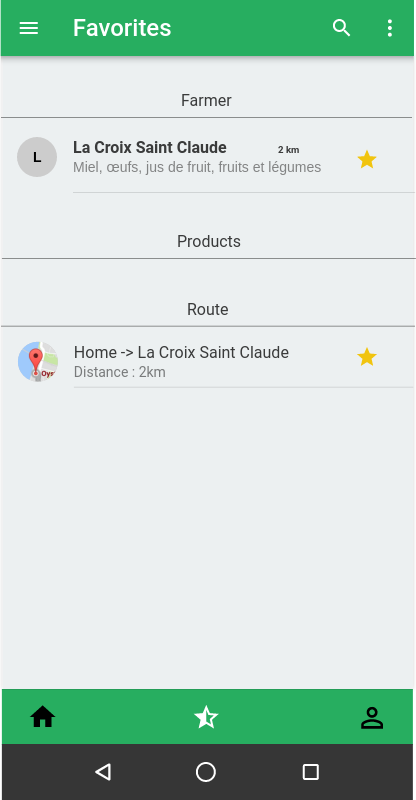 Favorites
Farmer
L
La Croix Saint Claude 2 km
Miel, œufs, jus de fruit, fruits et légumes
Products
Route
Home -> La Croix Saint Claude
Distance : 2km